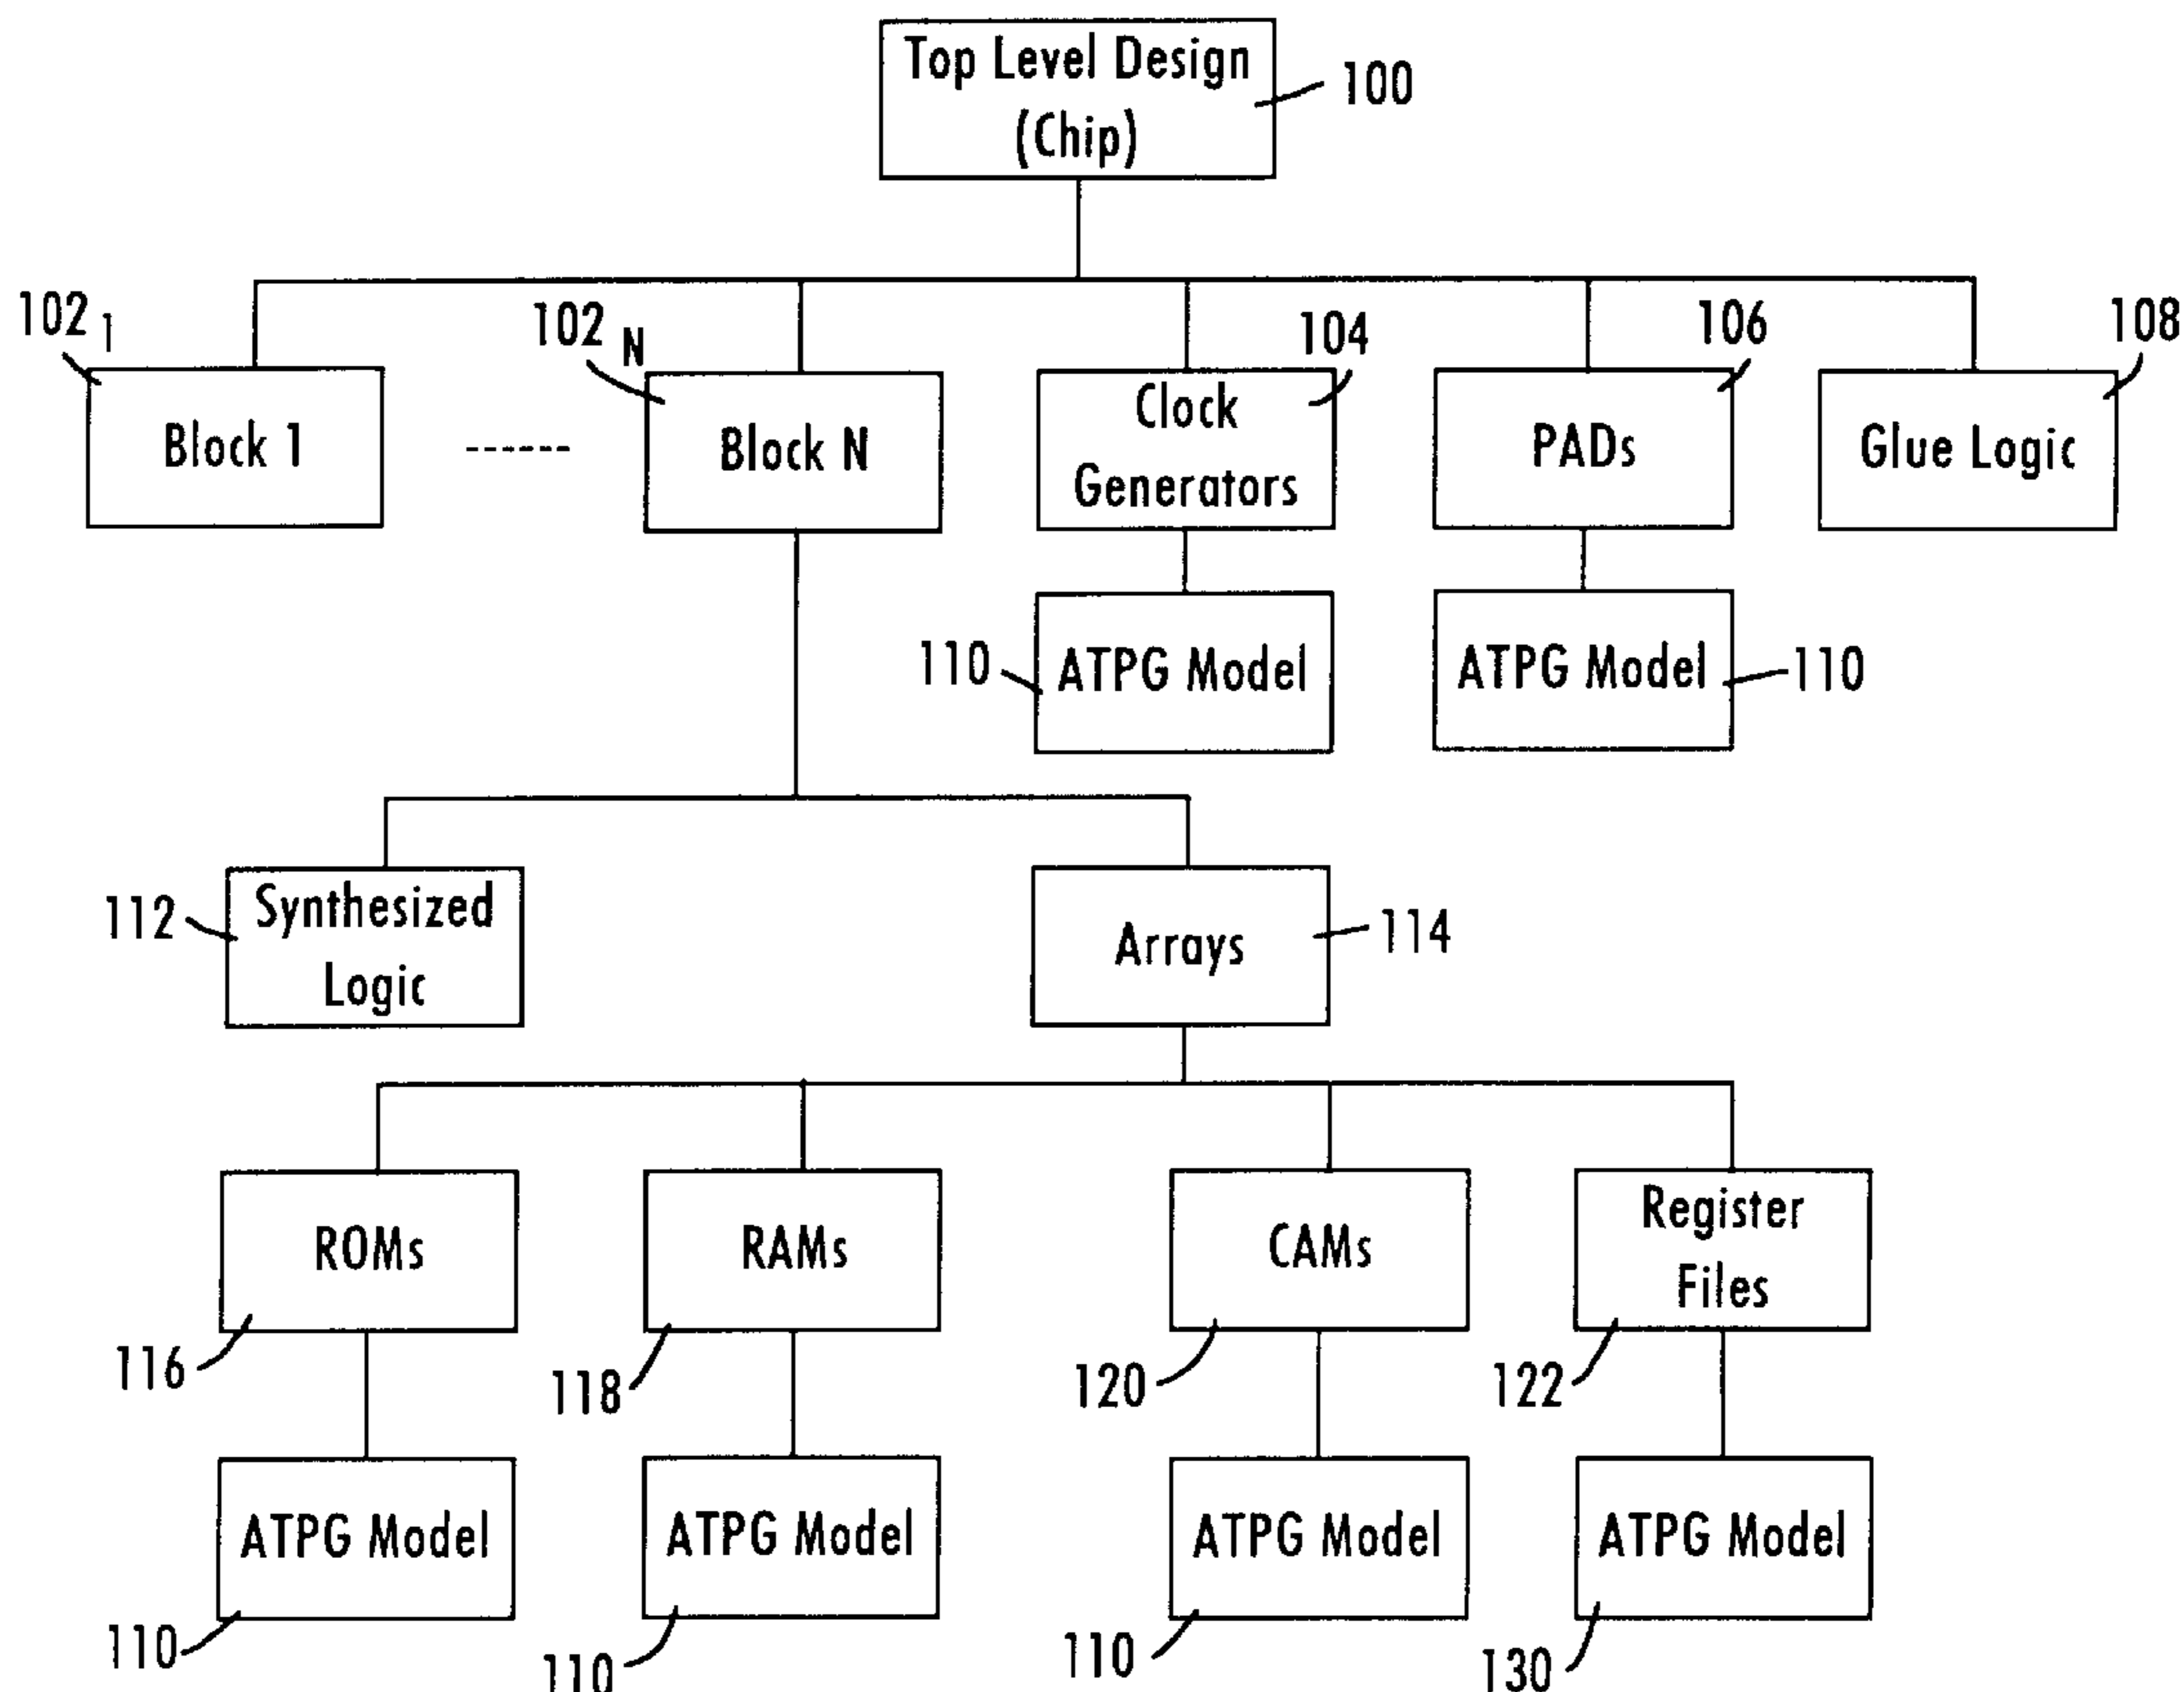 Top Level Design
(Chip)
100
102 1
102 N
104
106
108
Block 1
------
Block N
Clock
Generators
PADs
Glue Logic
110
ATPG Model
ATPG Model
110
112
Synthesized
Logic
Arrays
114
ROMs
RAMs
CAMs
Register
Files
116
118
120
122
ATPG Model
ATPG Model
ATPG Model
ATPG Model
110
110
110
130